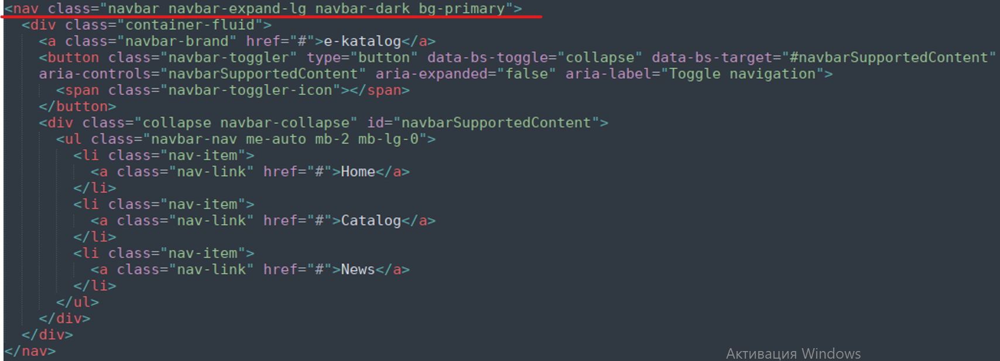 <nav class="navbar navbar-expand-lg navbar-dark bg-primary">
<div class="container-fluid">
<a class="navbar-brand" href="#">e-katalog</a>
<button class="navbar-toggler" type="button" data-bs-toggle="collapse" data-bs-target="#navbarSupportedContent"
aria-controls="navbarSupportedContent" aria-expanded="false" aria-label="Toggle navigation">
<span class="navbar-toggler-icon"></span>
</button>
<div class="collapse navbar-collapse" id="navbarSupportedContent">
<ul class="navbar-nav me-auto mb-2 mb-lg-0">
<li class="nav-item">
<a class="nav-link" href="#">Home</a>
</li>
<li class="nav-item">
<a class="nav-link" href="#">Catalog</a>
</li>
<li class="nav-item">
<a class="nav-link" href="#">News</a>
</li>
</ul>
</div>
</div>
</nav>
Активация Windows